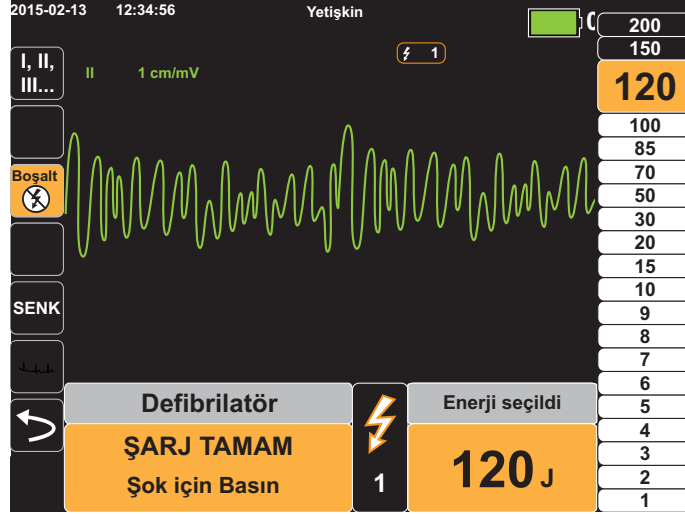 2015-02-13 12:34:56 Yetişkin
I, II,
III...
II 1 cm/mV
1
Boşalt
SENK
Defibrilatör
ŞARJ TAMAM
Şok için Basın
1
Enerji seçildi
120 J
200
150
120
100
85
70
50
30
20
15
10
9
8
7
6
5
4
3
2
1